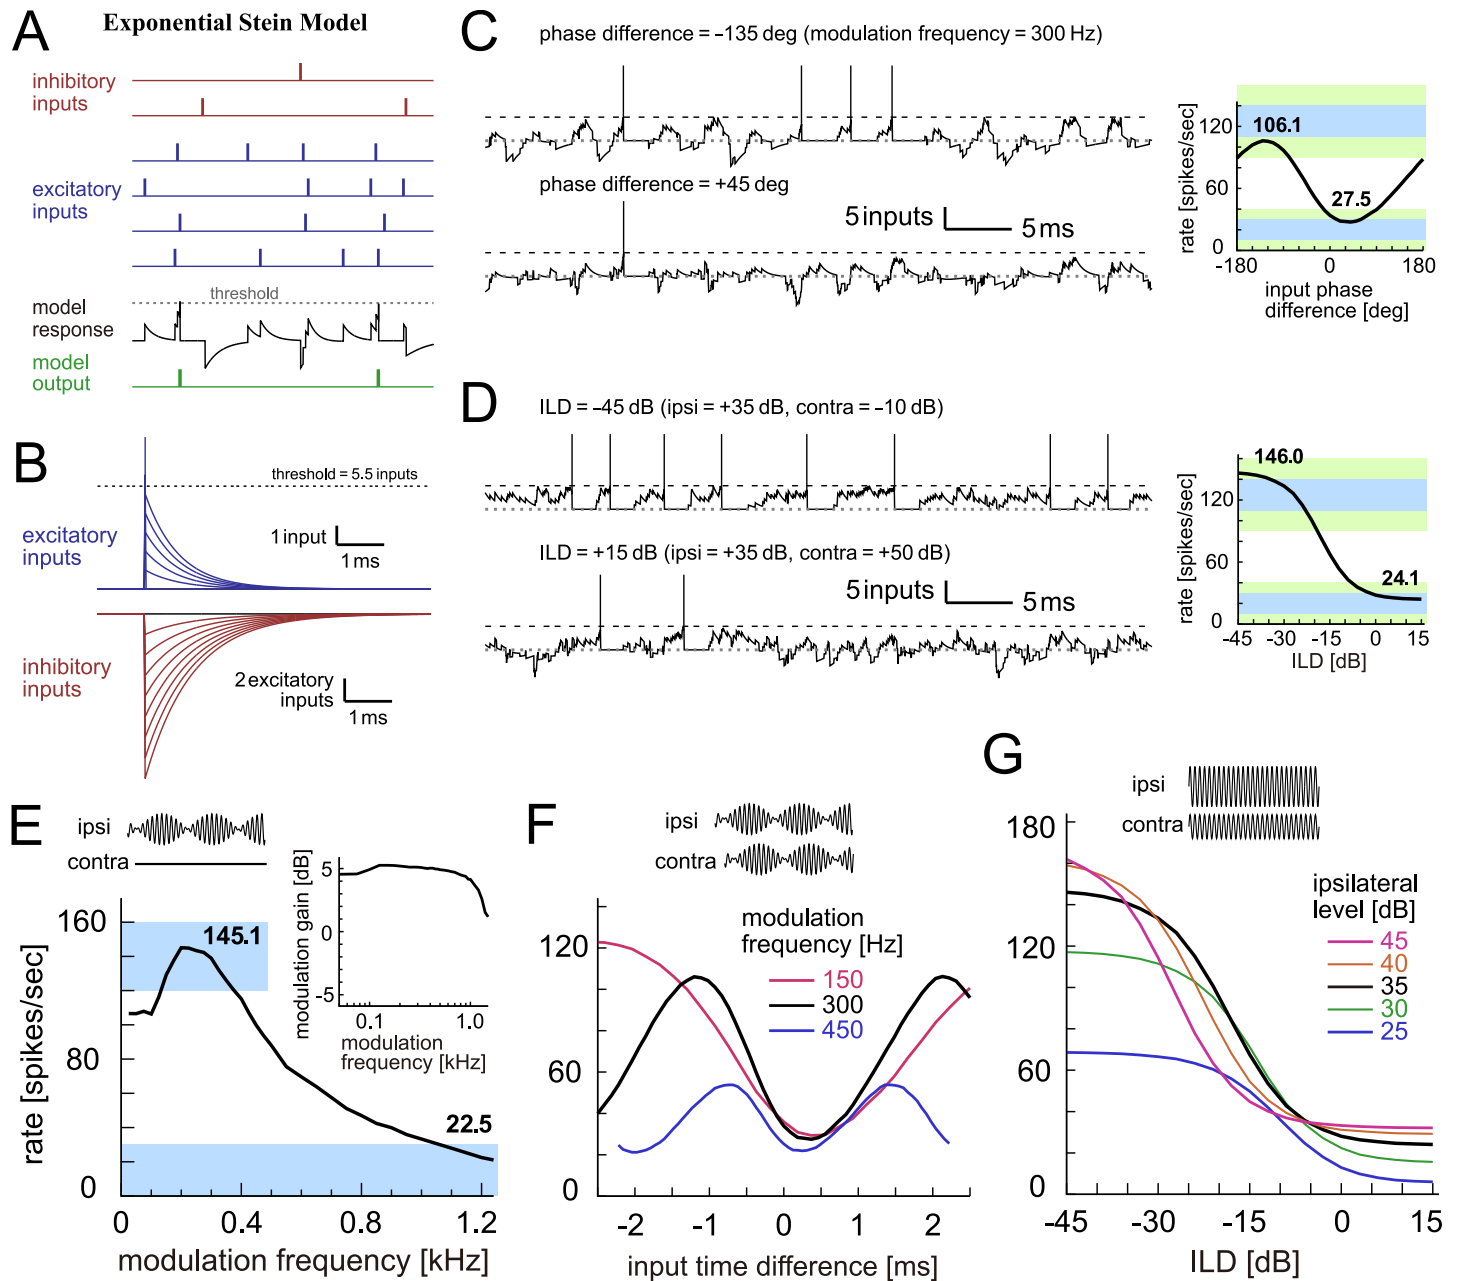 A
Exponential Stein Model
inhibitory
inputs
excitatory
inputs
threshold
model
response
model
output
B
threshold = 5.5 inputs
excitatory
inputs
1 input
1 ms
inhibitory
inputs
2 excitatory
inputs
1 ms
C
phase difference = –135 deg (modulation frequency = 300 Hz)
phase difference = +45 deg
5 inputs
5 ms
rate [spikes/sec]
120
60
0
106.1
27.5
-180
0
180
input phase
difference [deg]
D
ILD = –45 dB (ipsi = +35 dB, contra = –10 dB)
ILD = +15 dB (ipsi = +35 dB, contra = +50 dB)
5 inputs
5 ms
rate [spikes/sec]
120
60
0
146.0
24.1
-45
-30
-15
0
15
ILD [dB]
E
ipsi
contra
rate [spikes/sec]
160
80
0
145.1
22.5
0
0.4
0.8
1.2
modulation frequency [kHz]
modulation gain [dB]
5
0
-5
0.1
1.0
modulation
frequency [kHz]
F
ipsi
contra
modulation
frequency [Hz]
150
300
450
120
60
0
-2
-1
0
1
2
input time difference [ms]
G
ipsi
contra
ipsilateral
level [dB]
45
40
35
30
25
180
120
60
0
-45
-30
-15
0
15
ILD [dB]